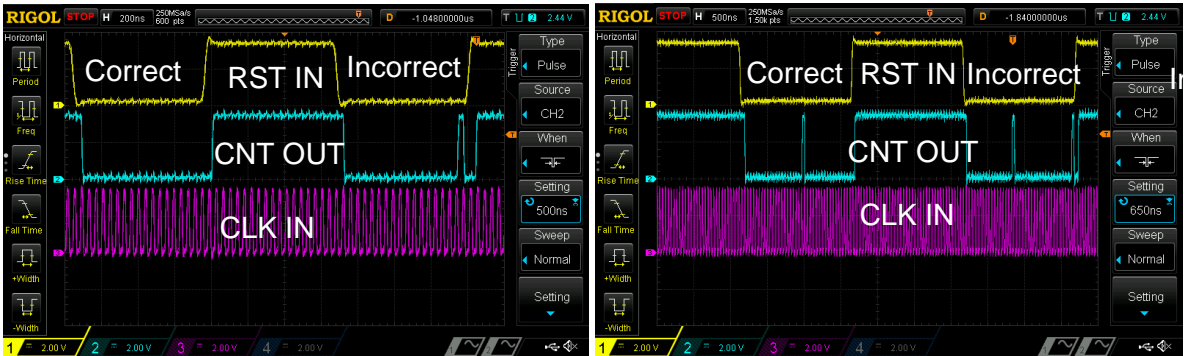 RIGOL STOP H 200ns 250MSa/s 600 pts D -1.04800000us T 2 2.44 V
Horizontal
Period
Freq
Rise Time
Fall Time
+Width
-Width
Correct RST IN Incorrect
CNT OUT
CLK IN
Trigger
Type
Pulse
Source
CH2
When
Setting
500ns
Sweep
Normal
Setting
1 = 2.00 V 2 = 2.00 V 3 = 2.00 V 4 = 2.00 V
RIGOL STOP H 500ns 250MSa/s 1.50k pts D -1.84000000us T 2 2.44 V
Horizontal
Period
Freq
Rise Time
Fall Time
+Width
-Width
Correct RST IN Incorrect
CNT OUT
CLK IN
Trigger
Type
Pulse
Source
CH2
When
Setting
650ns
Sweep
Normal
Setting
1 = 2.00 V 2 = 2.00 V 3 = 2.00 V 4 = 2.00 V